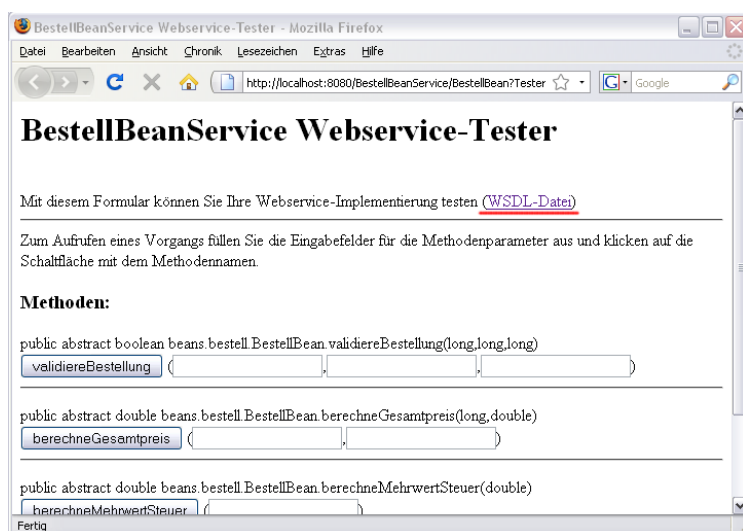 BestellBeanService Webservice-Tester - Mozilla Firefox
Datei Bearbeiten Ansicht Chronik Lesezeichen Extras Hilfe
http://localhost:8080/BestellBeanService/BestellBean?Tester G Google
BestellBeanService Webservice-Tester
Mit diesem Formular können Sie Ihre Webservice-Implementierung testen (WSDL-Datei)
Zum Aufrufen eines Vorgangs füllen Sie die Eingabefelder für die Methodenparameter aus und klicken auf die
Schaltfläche mit dem Methodennamen.
Methoden:
public abstract boolean beans.bestell.BestellBean.validiereBestellung(long,long,long)
validiereBestellung ( , , )
public abstract double beans.bestell.BestellBean.berechneGesamtpreis(long,double)
berechneGesamtpreis ( , )
public abstract double beans.bestell.BestellBean.berechneMehrwertSteuer(double)
berechneMehrwertSteuer ( )
Fertig